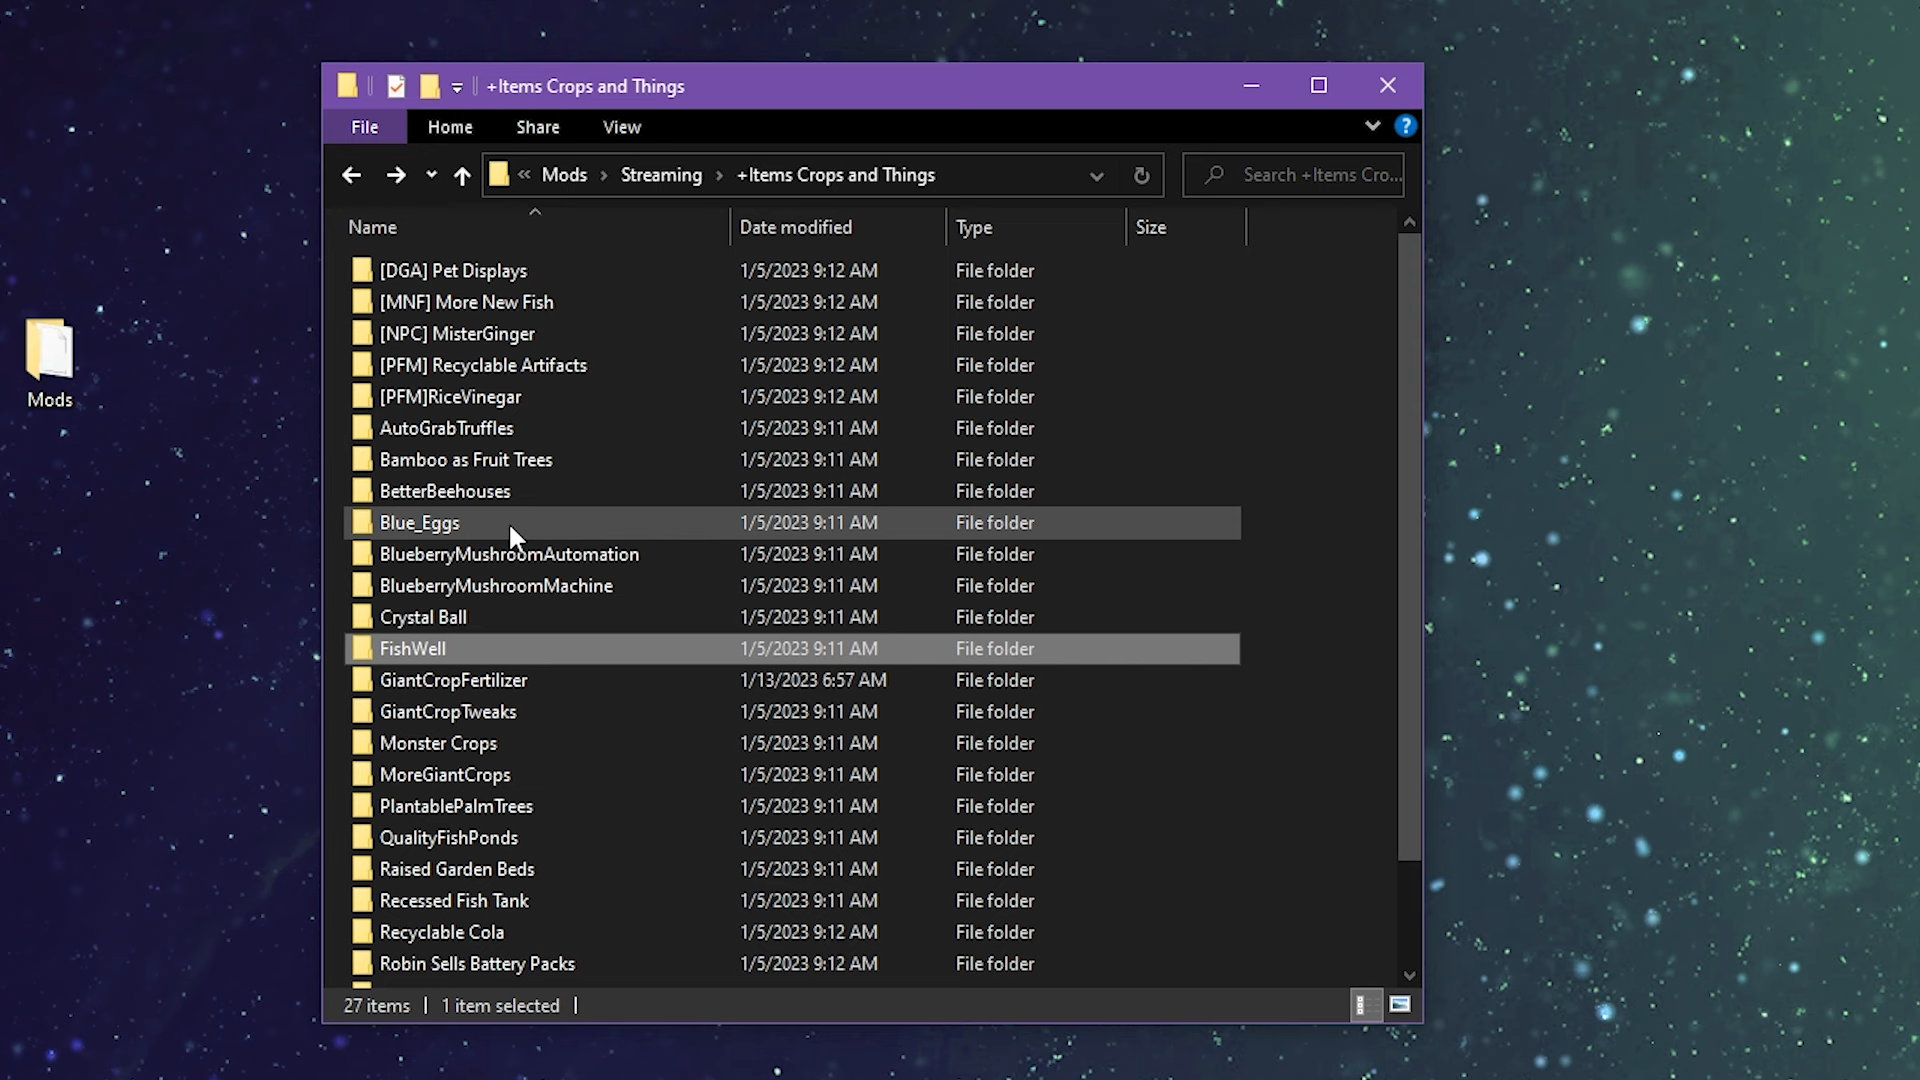 +Items Crops and Things
File Home Share View ?
« Mods › Streaming › +Items Crops and Things Search +Items Cro...
Name Date modified Type Size
[DGA] Pet Displays 1/5/2023 9:12 AM File folder
[MNF] More New Fish 1/5/2023 9:12 AM File folder
[NPC] MisterGinger 1/5/2023 9:12 AM File folder
[PFM] Recyclable Artifacts 1/5/2023 9:12 AM File folder
[PFM]RiceVinegar 1/5/2023 9:12 AM File folder
AutoGrabTruffles 1/5/2023 9:11 AM File folder
Bamboo as Fruit Trees 1/5/2023 9:11 AM File folder
BetterBeehouses 1/5/2023 9:11 AM File folder
Blue_Eggs 1/5/2023 9:11 AM File folder
BlueberryMushroomAutomation 1/5/2023 9:11 AM File folder
BlueberryMushroomMachine 1/5/2023 9:11 AM File folder
Crystal Ball 1/5/2023 9:11 AM File folder
FishWell 1/5/2023 9:11 AM File folder
GiantCropFertilizer 1/13/2023 6:57 AM File folder
GiantCropTweaks 1/5/2023 9:11 AM File folder
Monster Crops 1/5/2023 9:11 AM File folder
MoreGiantCrops 1/5/2023 9:11 AM File folder
PlantablePalmTrees 1/5/2023 9:11 AM File folder
QualityFishPonds 1/5/2023 9:11 AM File folder
Raised Garden Beds 1/5/2023 9:11 AM File folder
Recessed Fish Tank 1/5/2023 9:11 AM File folder
Recyclable Cola 1/5/2023 9:12 AM File folder
Robin Sells Battery Packs 1/5/2023 9:12 AM File folder
27 items | 1 item selected |
Mods